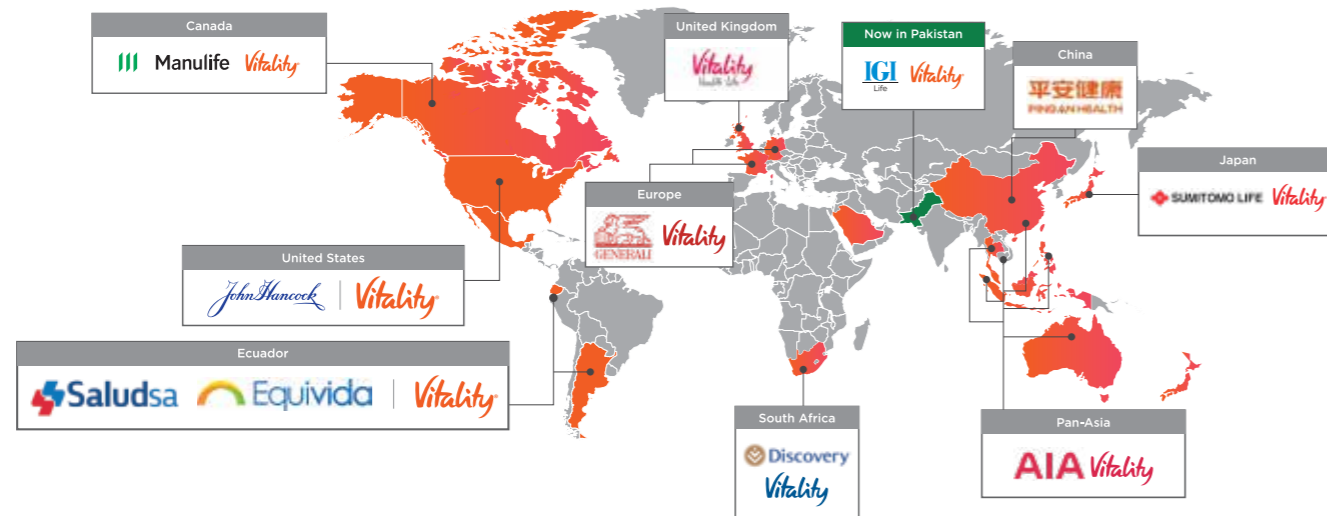 Canada
Manulife Vitality
United Kingdom
Vitality
Health Life
Now in Pakistan
IGI
Life
Vitality
China
平安健康
PING AN HEALTH
Japan
SUMITOMO LIFE Vitality
Europe
GENERALI
Vitality
United States
John Hancock Vitality
Ecuador
Saludsa Equivida Vitality
South Africa
Discovery
Vitality
Pan-Asia
AIA Vitality